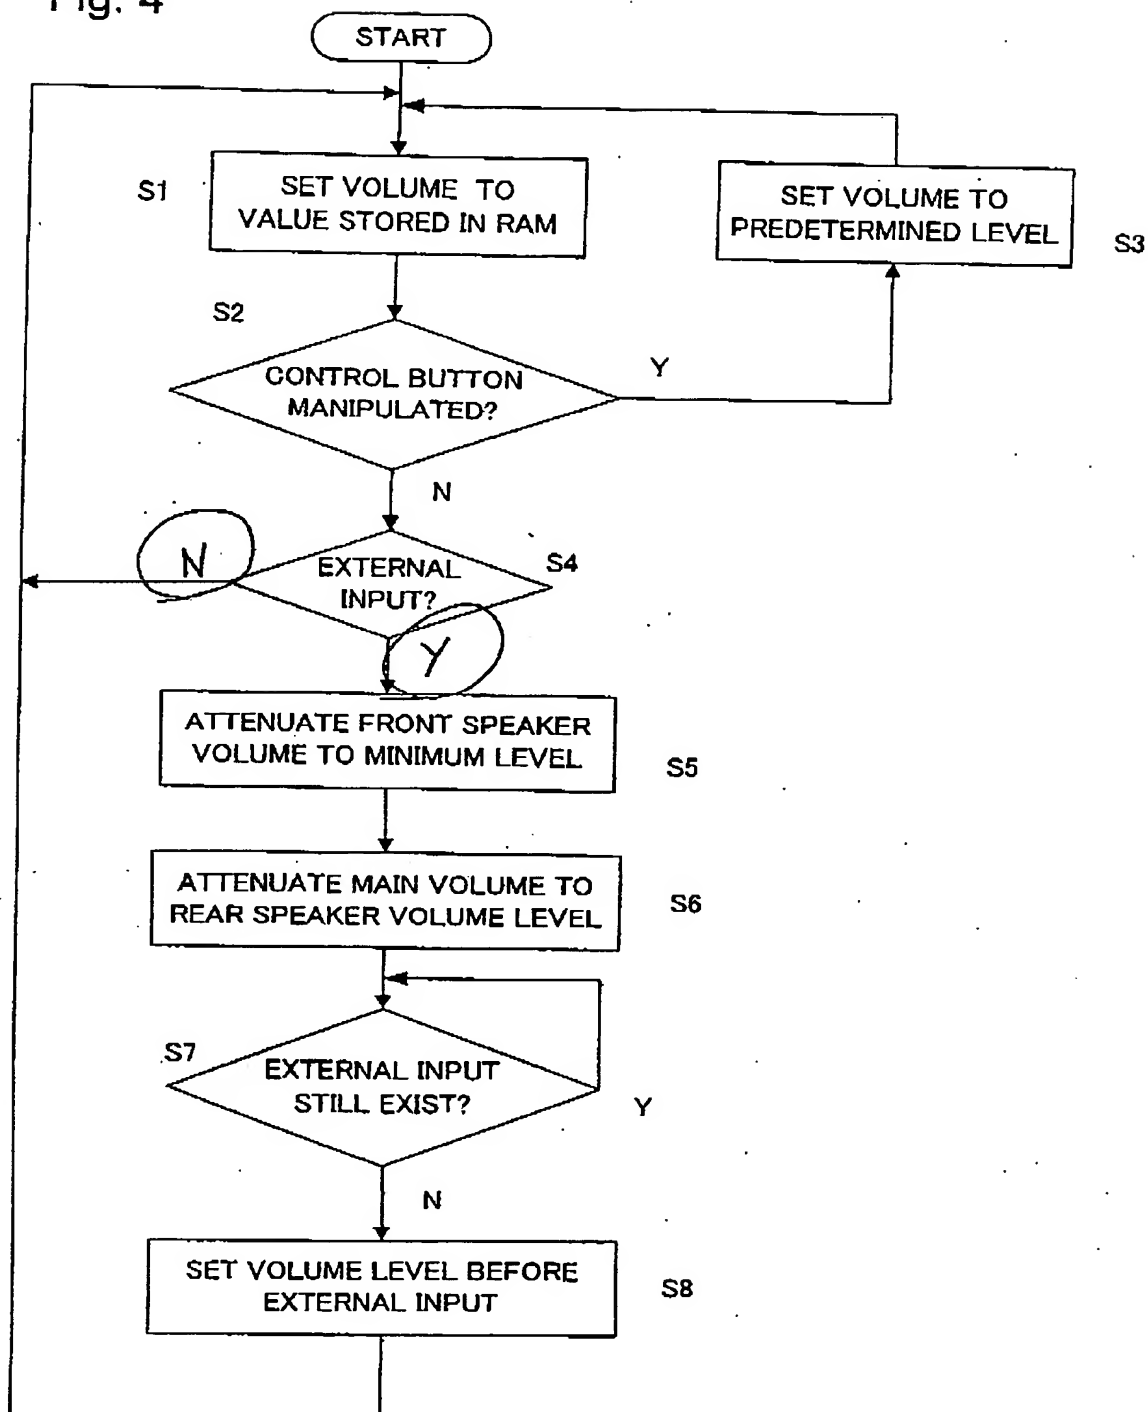 Fig. 4
START
S1
SET VOLUME TO
VALUE STORED IN RAM
SET VOLUME TO
PREDETERMINED LEVEL
S3
S2
CONTROL BUTTON
MANIPULATED?
Y
N
N
EXTERNAL
INPUT?
S4
Y
ATTENUATE FRONT SPEAKER
VOLUME TO MINIMUM LEVEL
S5
ATTENUATE MAIN VOLUME TO
REAR SPEAKER VOLUME LEVEL
S6
S7
EXTERNAL INPUT
STILL EXIST?
Y
N
SET VOLUME LEVEL BEFORE
EXTERNAL INPUT
S8